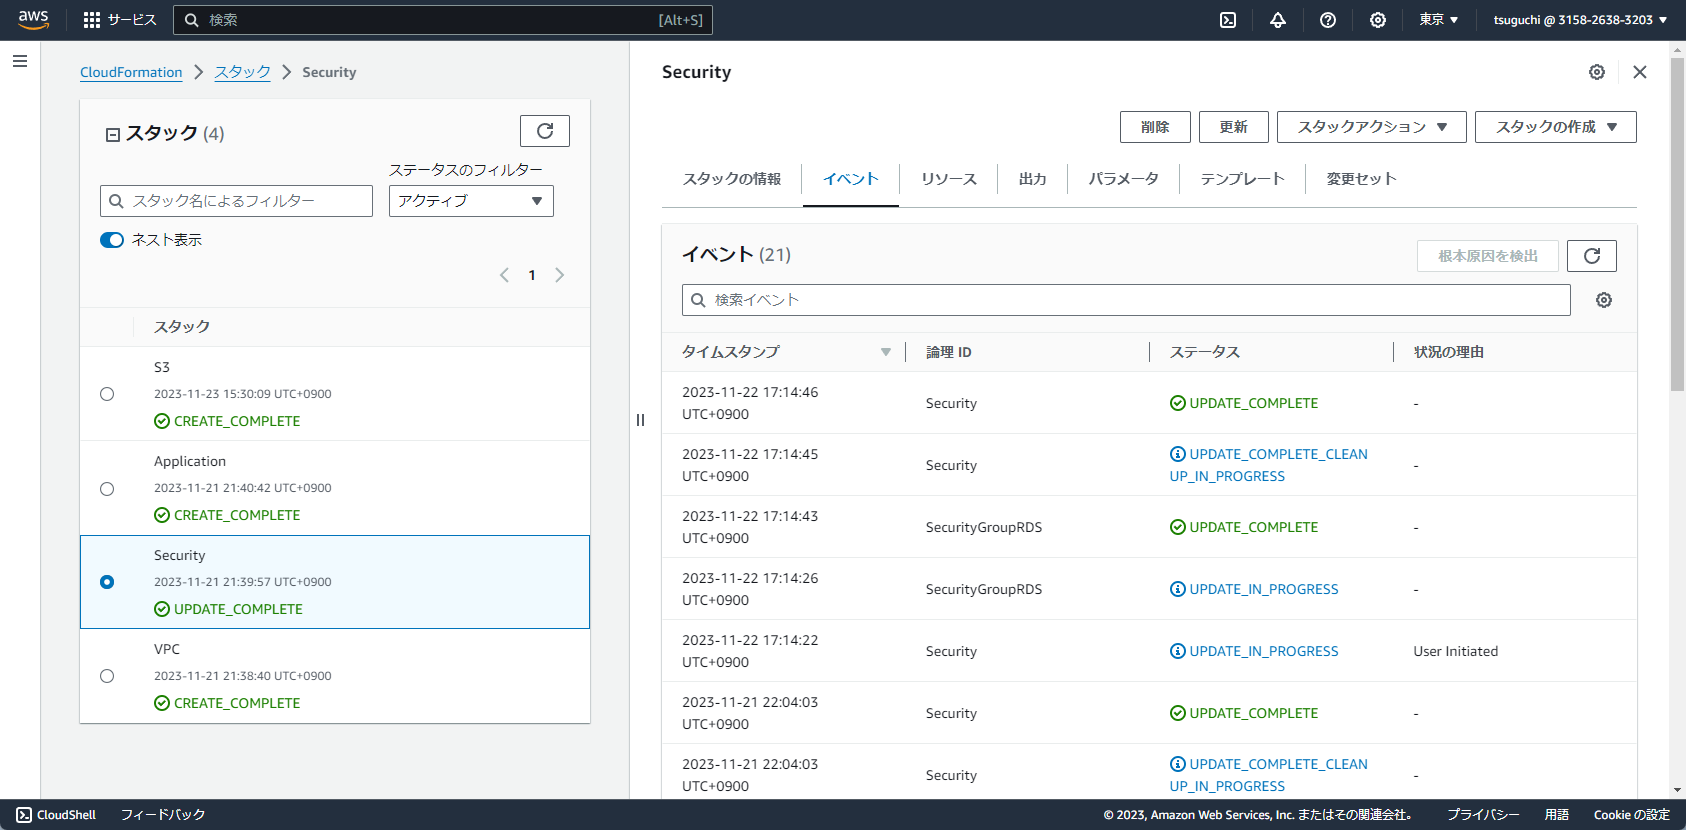 aws サービス 検索 [Alt+S] 東京 ▼ tsuguchi @ 3158-2638-3203 ▼
CloudFormation > スタック > Security
スタック (4)
ステータスのフィルター
スタック名によるフィルター アクティブ
ネスト表示
1
スタック
S3
2023-11-23 15:30:09 UTC+0900
CREATE_COMPLETE
Application
2023-11-21 21:40:42 UTC+0900
CREATE_COMPLETE
Security
2023-11-21 21:39:57 UTC+0900
UPDATE_COMPLETE
VPC
2023-11-21 21:38:40 UTC+0900
CREATE_COMPLETE
Security
削除 更新 スタックアクション ▼ スタックの作成 ▼
スタックの情報 イベント リソース 出力 パラメータ テンプレート 変更セット
イベント (21) 根本原因を検出
検索イベント
タイムスタンプ 論理 ID ステータス 状況の理由
2023-11-22 17:14:46
UTC+0900 Security UPDATE_COMPLETE -
2023-11-22 17:14:45
UTC+0900 Security UPDATE_COMPLETE_CLEAN
UP_IN_PROGRESS -
2023-11-22 17:14:43
UTC+0900 SecurityGroupRDS UPDATE_COMPLETE -
2023-11-22 17:14:26
UTC+0900 SecurityGroupRDS UPDATE_IN_PROGRESS -
2023-11-22 17:14:22
UTC+0900 Security UPDATE_IN_PROGRESS User Initiated
2023-11-21 22:04:03
UTC+0900 Security UPDATE_COMPLETE -
2023-11-21 22:04:03
UTC+0900 Security UPDATE_COMPLETE_CLEAN
UP_IN_PROGRESS -
CloudShell フィードバック © 2023, Amazon Web Services, Inc. またはその関連会社。 プライバシー 用語 Cookie の設定